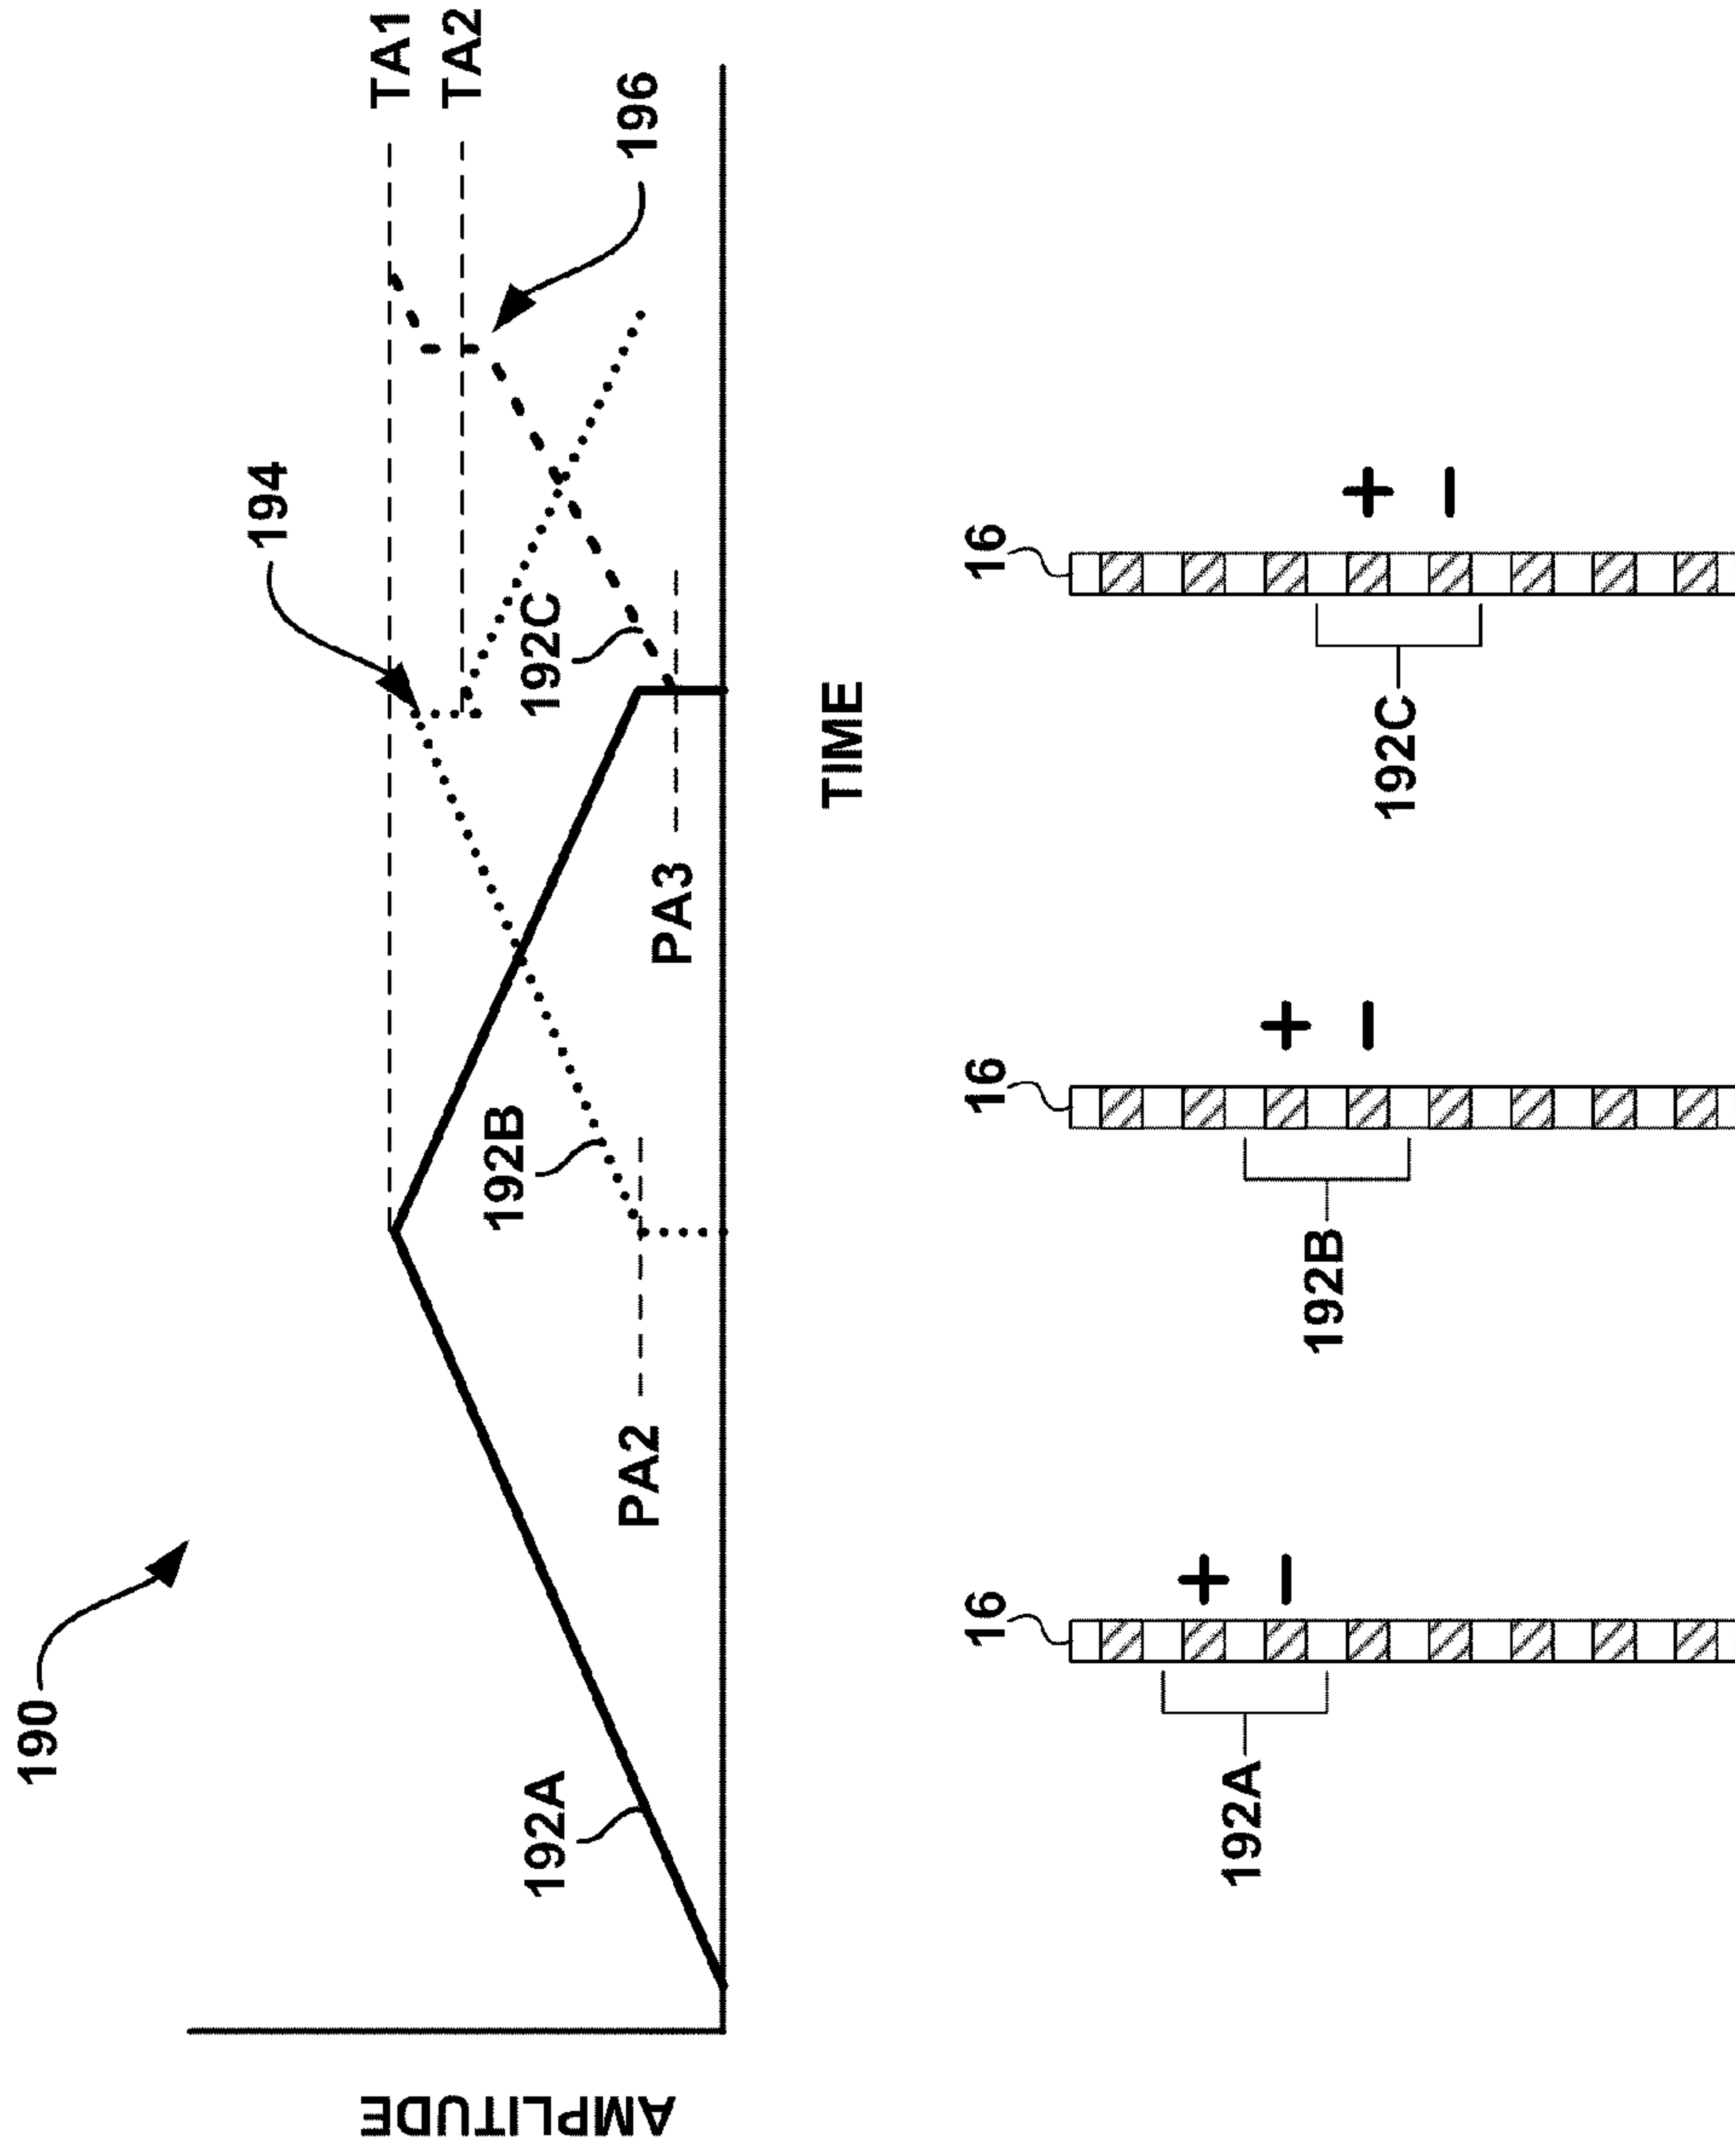 190
194
TA1
TA2
196
AMPLITUDE
192A
192B
192C
PA2
PA3
TIME
16
16
16
+
+
+
−
−
−
192A
192B
192C